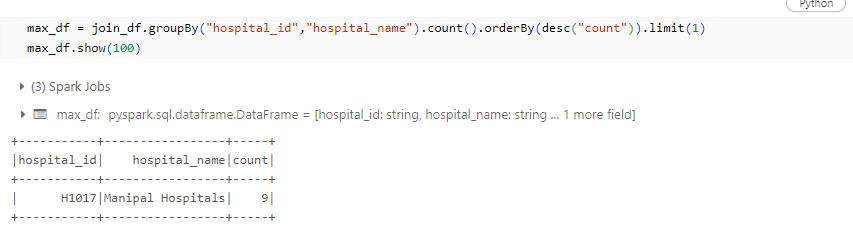 Python
max_df = join_df.groupBy("hospital_id","hospital_name").count().orderBy(desc("count")).limit(1)
max_df.show(100)
(3) Spark Jobs
max_df: pyspark.sql.dataframe.DataFrame = [hospital_id: string, hospital_name: string ... 1 more field]
+-----------+-----------------+-----+
|hospital_id|    hospital_name|count|
+-----------+-----------------+-----+
|      H1017|Manipal Hospitals|    9|
+-----------+-----------------+-----+